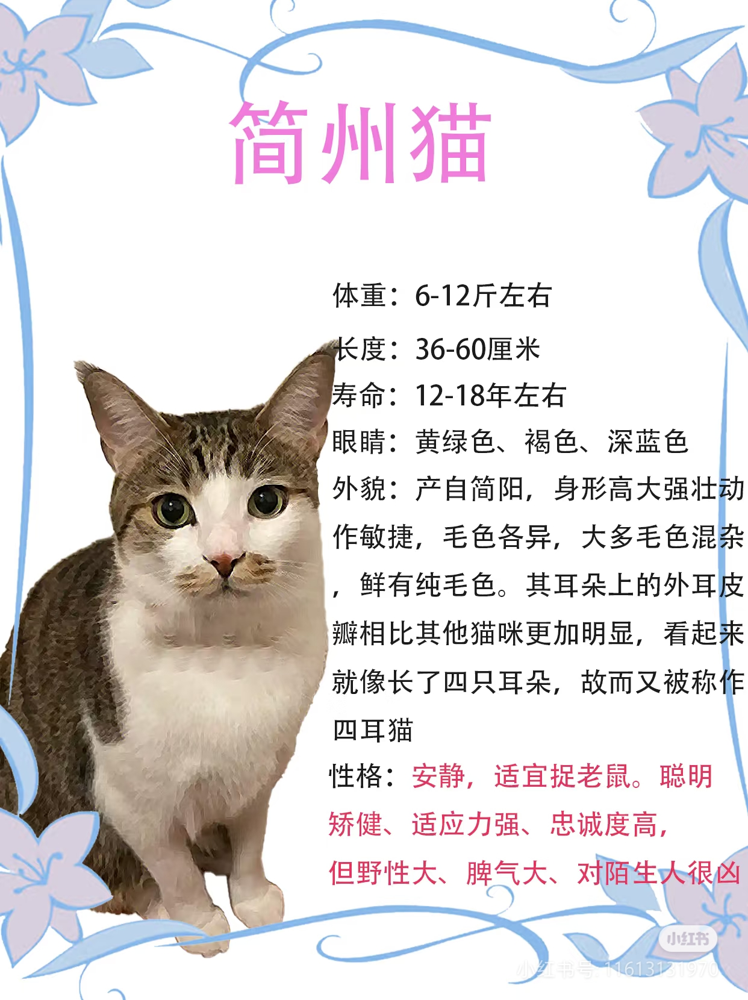 简州猫
体重：6-12斤左右
长度：36-60厘米
寿命：12-18年左右
眼睛：黄绿色、褐色、深蓝色
外貌：产自简阳，身形高大强壮动
作敏捷，毛色各异，大多毛色混杂
，鲜有纯毛色。其耳朵上的外耳皮
瓣相比其他猫咪更加明显，看起来
就像长了四只耳朵，故而又被称作
四耳猫
性格：安静，适宜捉老鼠。聪明
矫健、适应力强、忠诚度高，
但野性大、脾气大、对陌生人很凶
小红书
小红书号: 11613131970